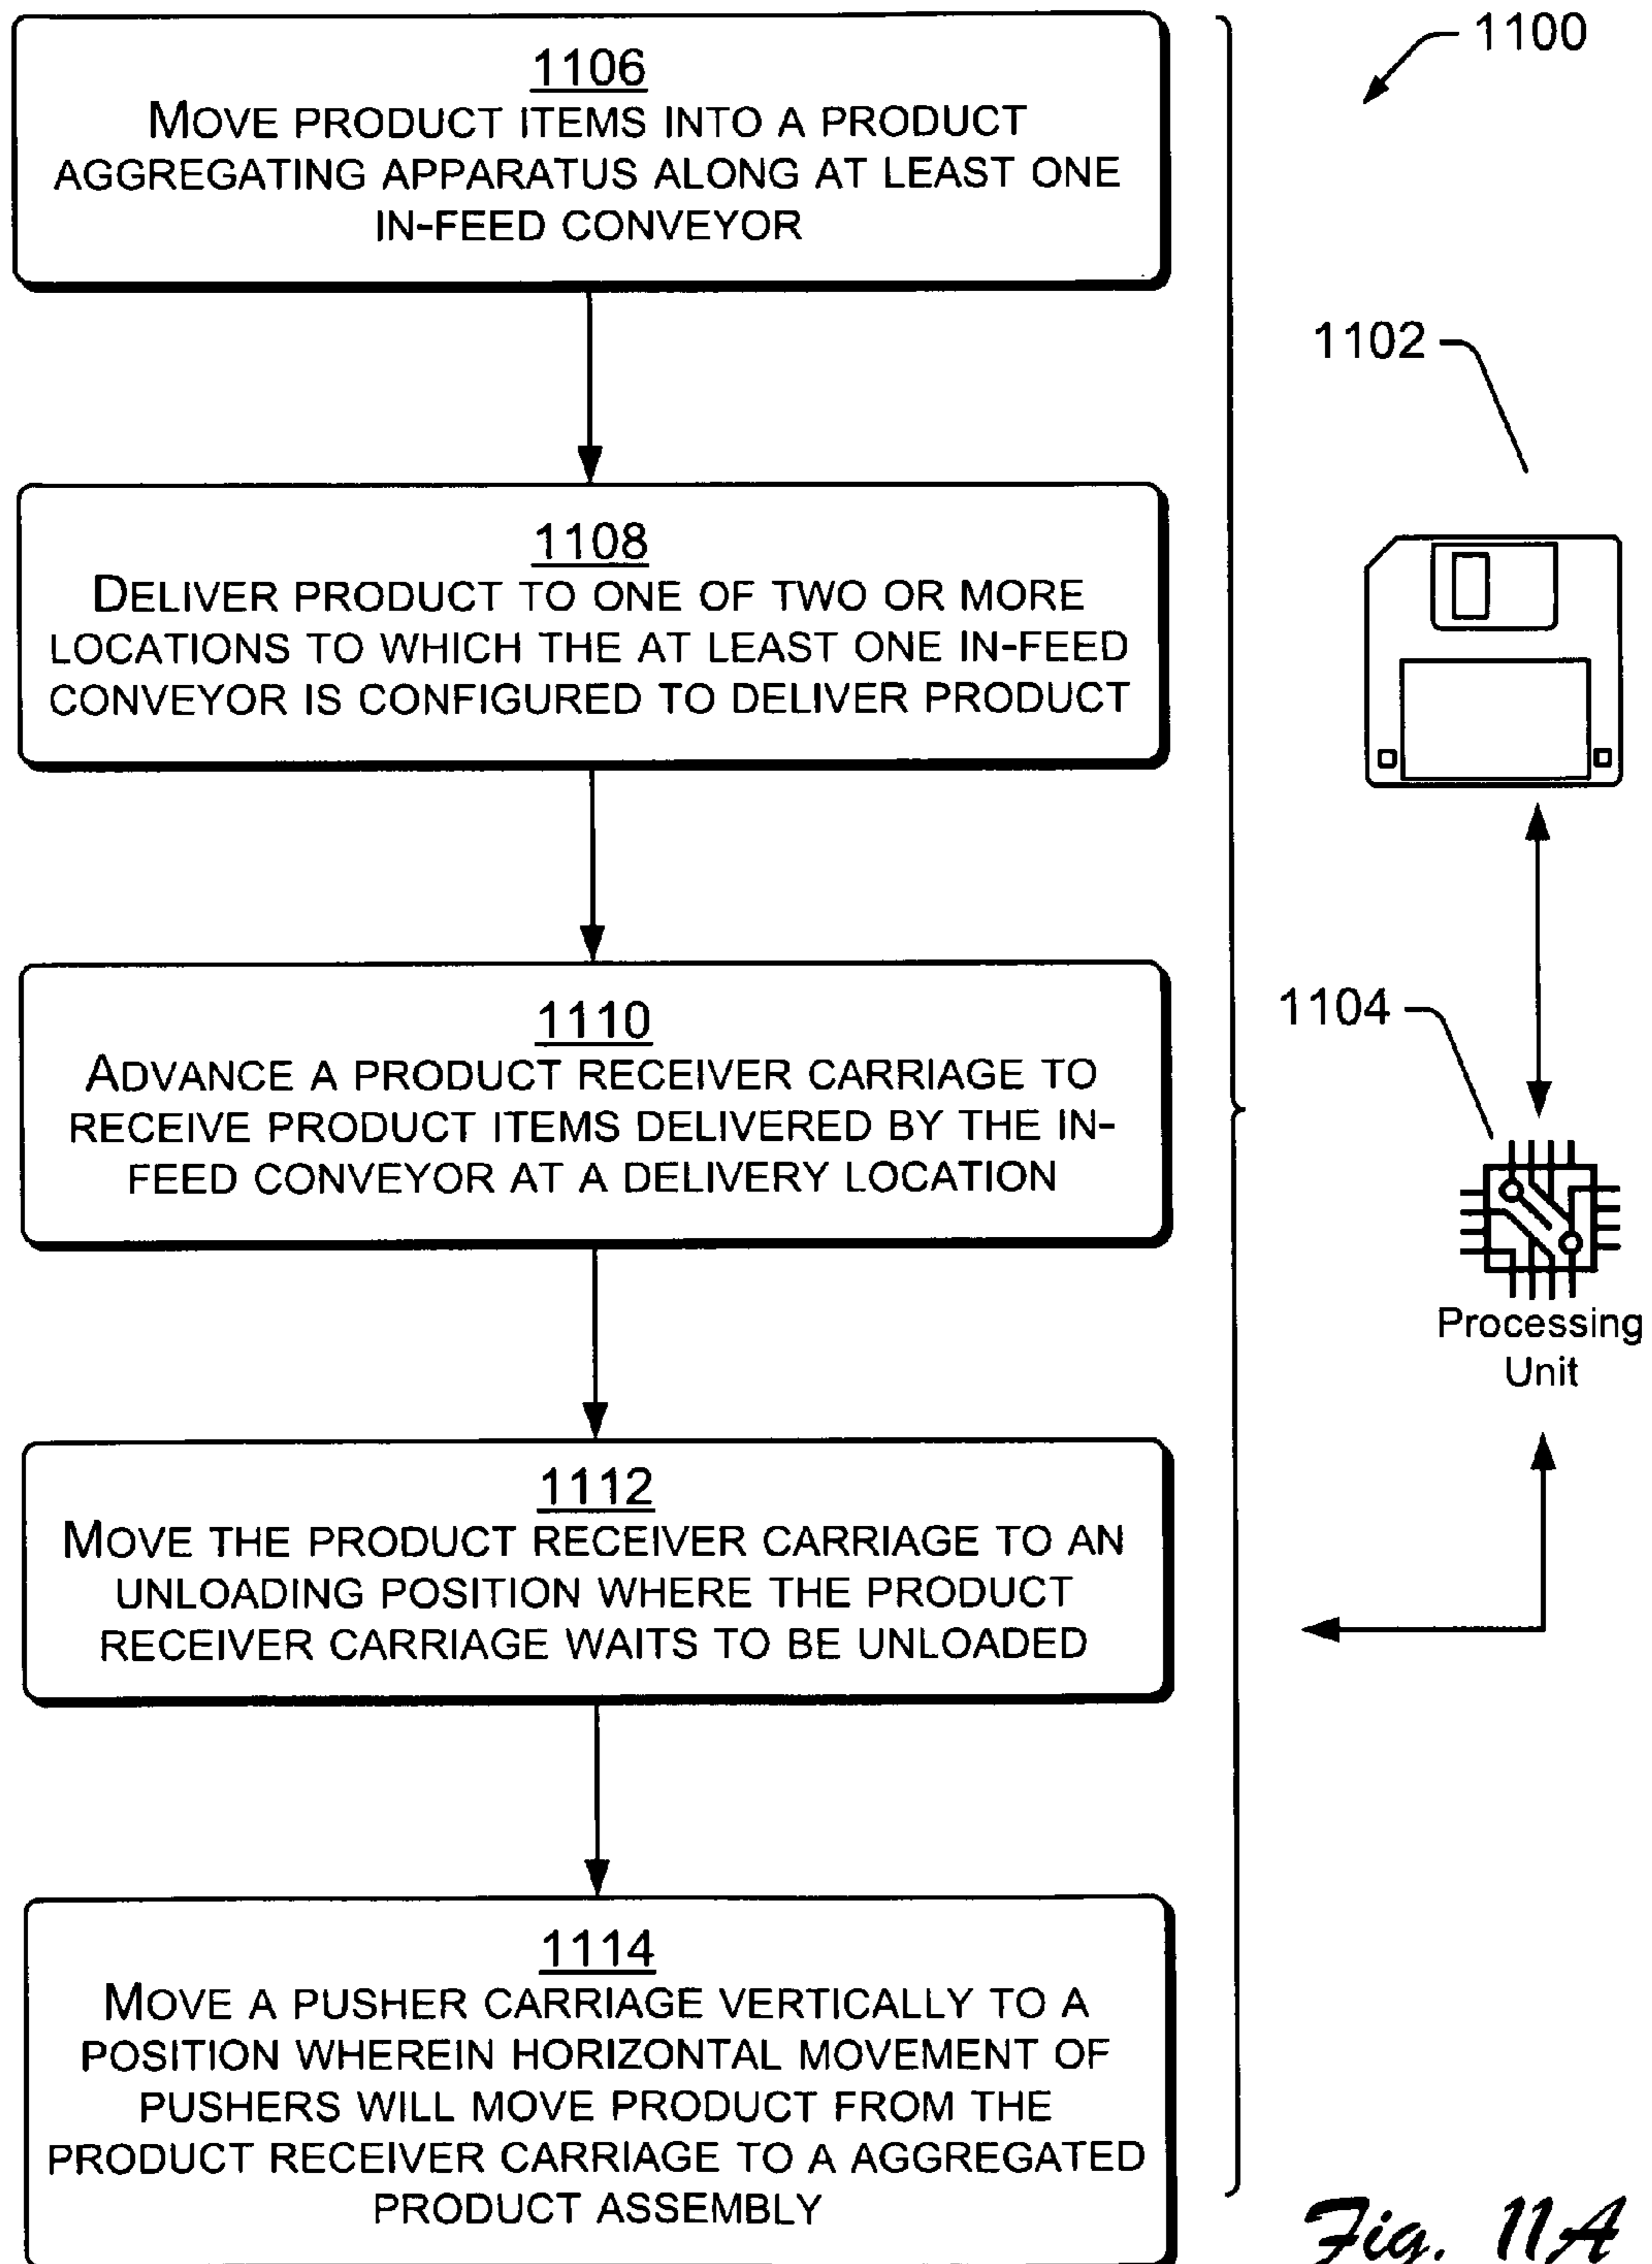 1100
1106
MOVE PRODUCT ITEMS INTO A PRODUCT
AGGREGATING APPARATUS ALONG AT LEAST ONE
IN-FEED CONVEYOR
1102
1108
DELIVER PRODUCT TO ONE OF TWO OR MORE
LOCATIONS TO WHICH THE AT LEAST ONE IN-FEED
CONVEYOR IS CONFIGURED TO DELIVER PRODUCT
1110
ADVANCE A PRODUCT RECEIVER CARRIAGE TO
RECEIVE PRODUCT ITEMS DELIVERED BY THE IN-
FEED CONVEYOR AT A DELIVERY LOCATION
1104
Processing
Unit
1112
MOVE THE PRODUCT RECEIVER CARRIAGE TO AN
UNLOADING POSITION WHERE THE PRODUCT
RECEIVER CARRIAGE WAITS TO BE UNLOADED
1114
MOVE A PUSHER CARRIAGE VERTICALLY TO A
POSITION WHEREIN HORIZONTAL MOVEMENT OF
PUSHERS WILL MOVE PRODUCT FROM THE
PRODUCT RECEIVER CARRIAGE TO A AGGREGATED
PRODUCT ASSEMBLY
Fig. 11A